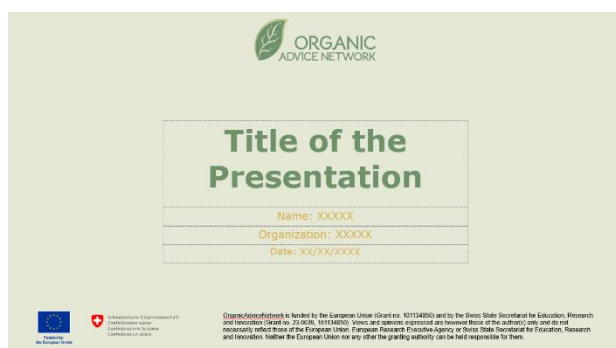 ORGANIC
ADVICE NETWORK
Title of the
Presentation
Name: XXXXX
Organization: XXXXX
Date: XX/XX/XXXX
Funded by
the European Union
Schweizerische Eidgenossenschaft
Confédération suisse
Confederazione Svizzera
Confederaziun svizra
OrganicAdviceNetwork is funded by the European Union (Grant no. 101134850) and by the Swiss State Secretariat for Education, Research
and Innovation (Grant no. 23.0639, 101134850). Views and opinions expressed are however those of the author(s) only and do not
necessarily reflect those of the European Union, European Research Executive Agency or Swiss State Secretariat for Education, Research
and Innovation. Neither the European Union nor any other the granting authority can be held responsible for them.